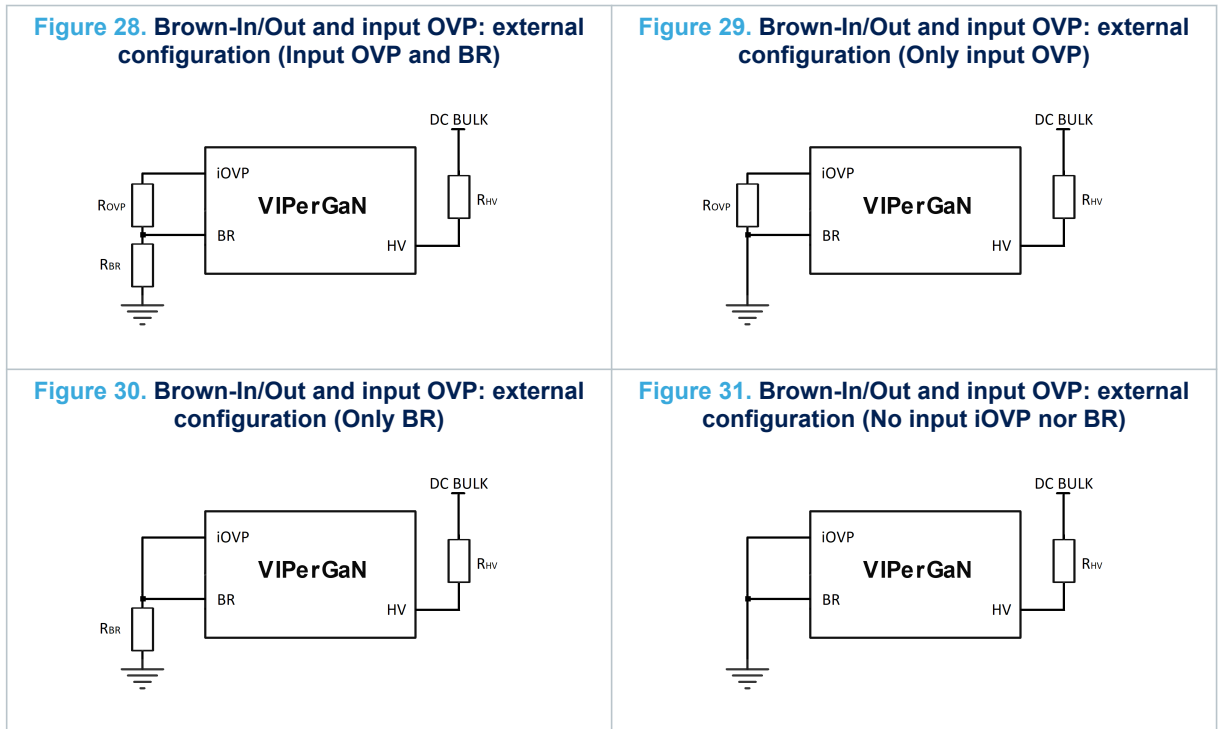 Figure 28. Brown-In/Out and input OVP: external
configuration (Input OVP and BR)
DC BULK
iOVP
ROVP
VIPerGaN
RHV
BR
HV
RBR
Figure 29. Brown-In/Out and input OVP: external
configuration (Only input OVP)
DC BULK
iOVP
ROVP
VIPerGaN
RHV
BR
HV
Figure 30. Brown-In/Out and input OVP: external
configuration (Only BR)
DC BULK
iOVP
VIPerGaN
RHV
BR
HV
RBR
Figure 31. Brown-In/Out and input OVP: external
configuration (No input iOVP nor BR)
DC BULK
iOVP
VIPerGaN
RHV
BR
HV